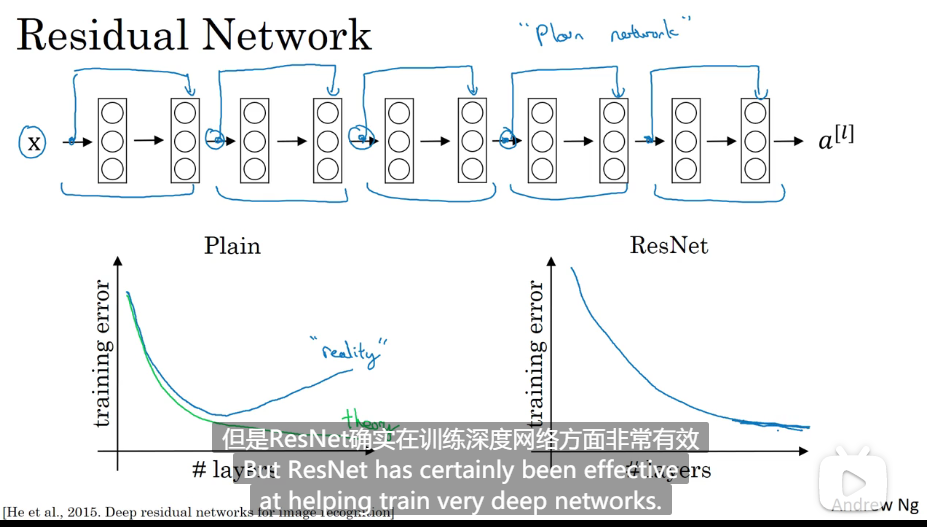 Residual Network
"Plain network"
x
a[l]
Plain
ResNet
training error
training error
"reality"
theory
但是ResNet确实在训练深度网络方面非常有效
# layers
# layers
But ResNet has certainly been effective
at helping train very deep networks.
[He et al., 2015. Deep residual networks for image recognition]
Andrew Ng